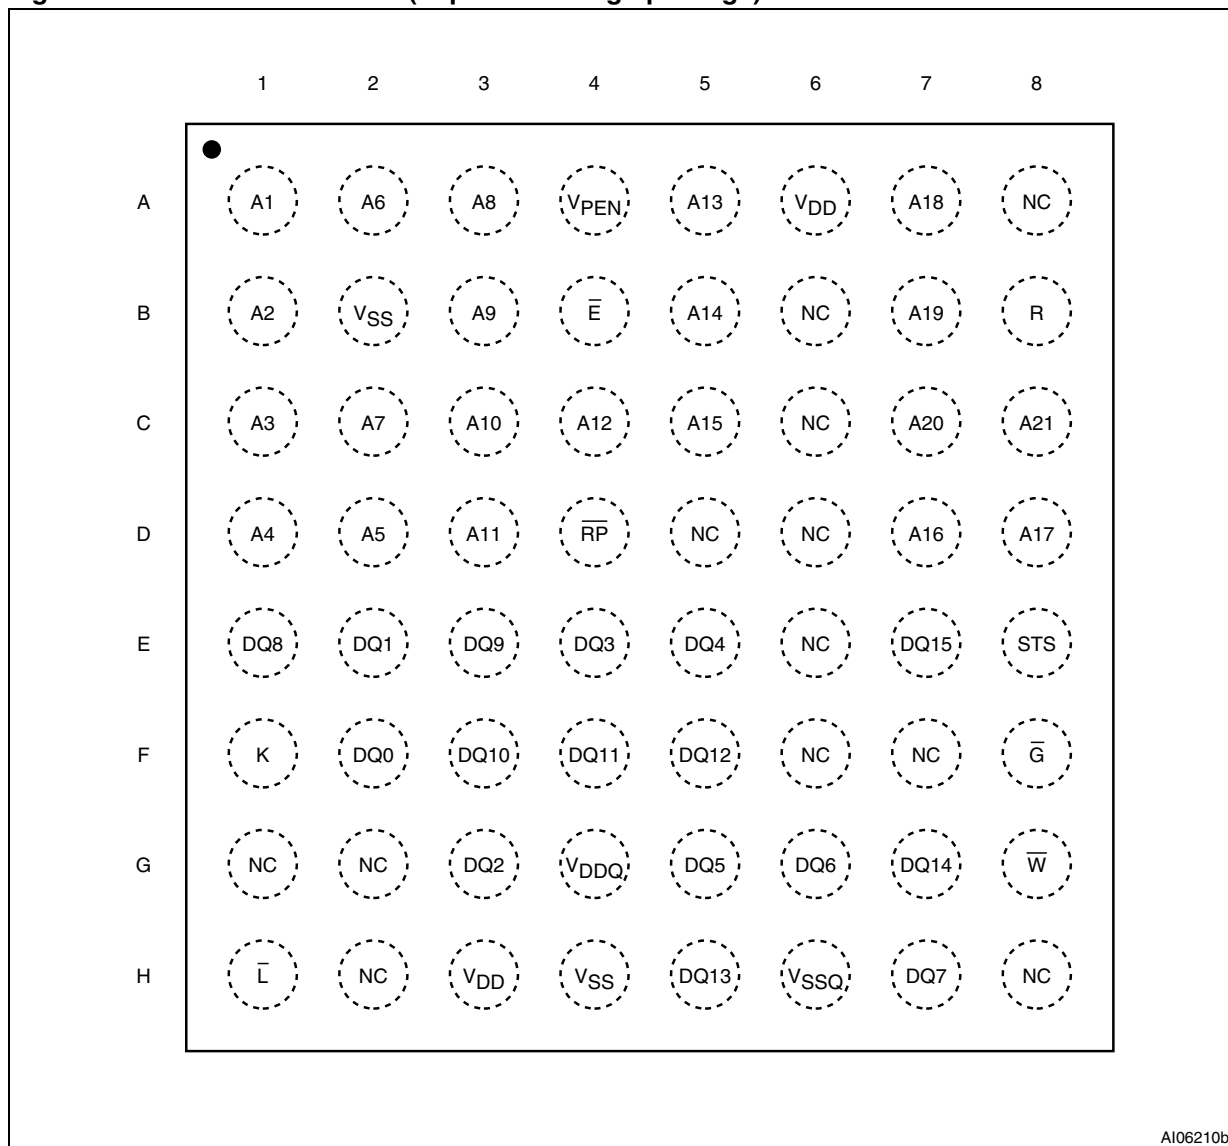 1 2 3 4 5 6 7 8
A A1 A6 A8 VPEN A13 VDD A18 NC
B A2 VSS A9 E̅ A14 NC A19 R
C A3 A7 A10 A12 A15 NC A20 A21
D A4 A5 A11 R̅P̅ NC NC A16 A17
E DQ8 DQ1 DQ9 DQ3 DQ4 NC DQ15 STS
F K DQ0 DQ10 DQ11 DQ12 NC NC G̅
G NC NC DQ2 VDDQ DQ5 DQ6 DQ14 W̅
H L̅ NC VDD VSS DQ13 VSSQ DQ7 NC
AI06210b